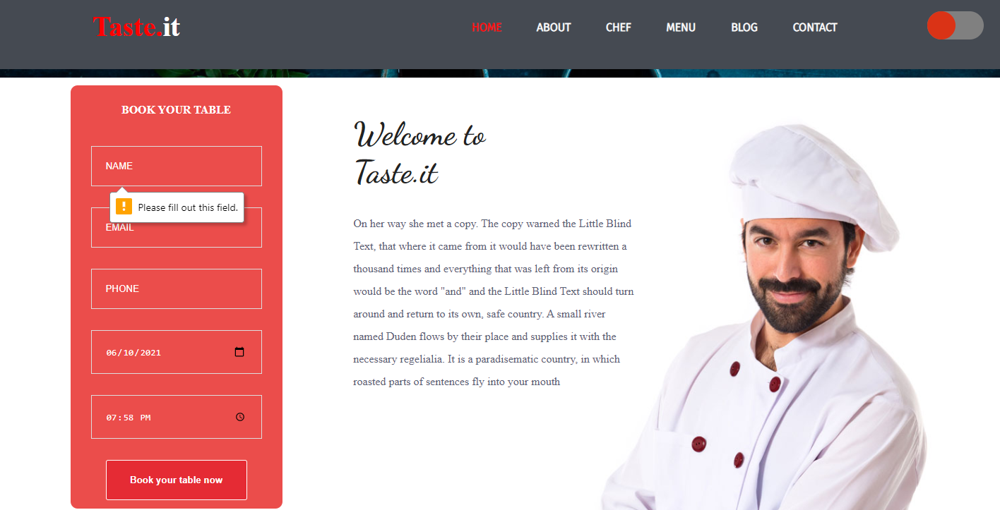 Taste.it
HOME ABOUT CHEF MENU BLOG CONTACT
BOOK YOUR TABLE
NAME
Please fill out this field.
EMAIL
PHONE
06/10/2021
07:58 PM
Book your table now
Welcome to
Taste.it
On her way she met a copy. The copy warned the Little Blind
Text, that where it came from it would have been rewritten a
thousand times and everything that was left from its origin
would be the word "and" and the Little Blind Text should turn
around and return to its own, safe country. A small river
named Duden flows by their place and supplies it with the
necessary regelialia. It is a paradisematic country, in which
roasted parts of sentences fly into your mouth